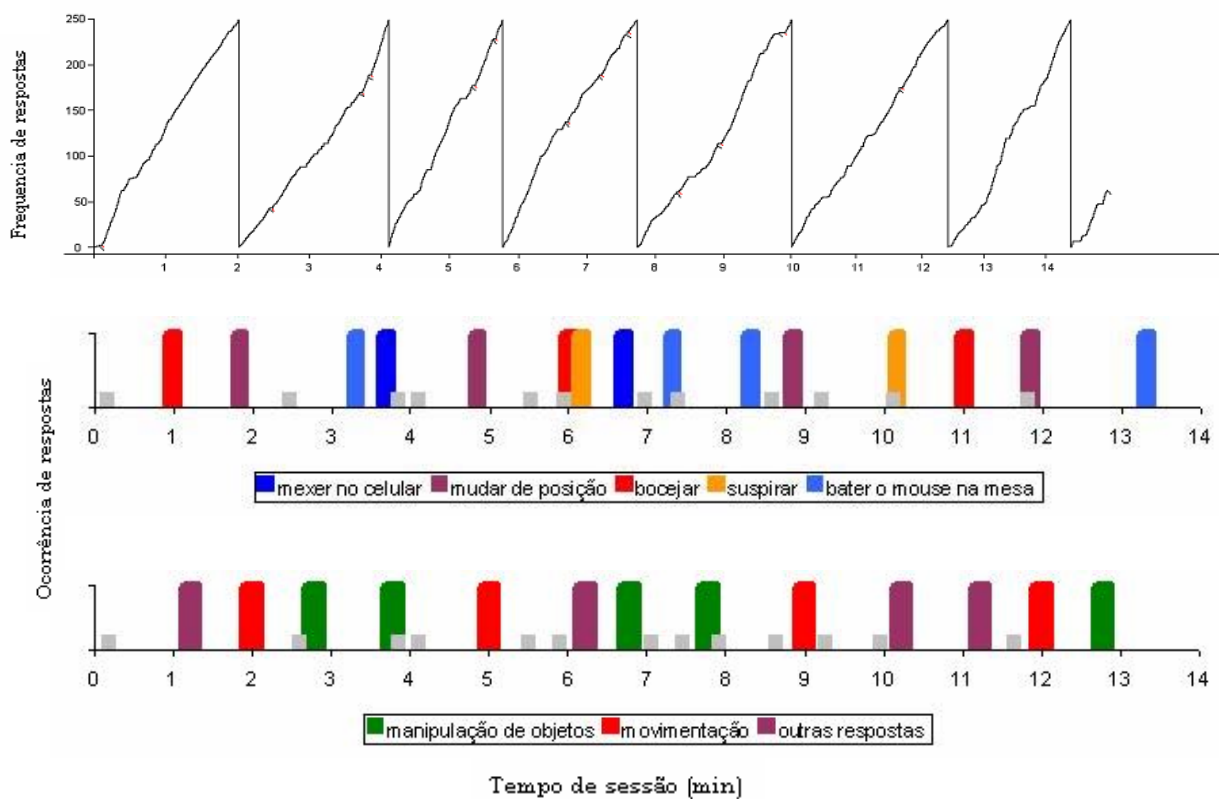 Frequencia de respostas
250
200
150
100
50
0
1 2 3 4 5 6 7 8 9 10 11 12 13 14
Ocorrência de respostas
0 1 2 3 4 5 6 7 8 9 10 11 12 13 14
mexer no celular mudar de posição bocejar suspirar bater o mouse na mesa
0 1 2 3 4 5 6 7 8 9 10 11 12 13 14
manipulação de objetos movimentação outras respostas
Tempo de sessão (min)